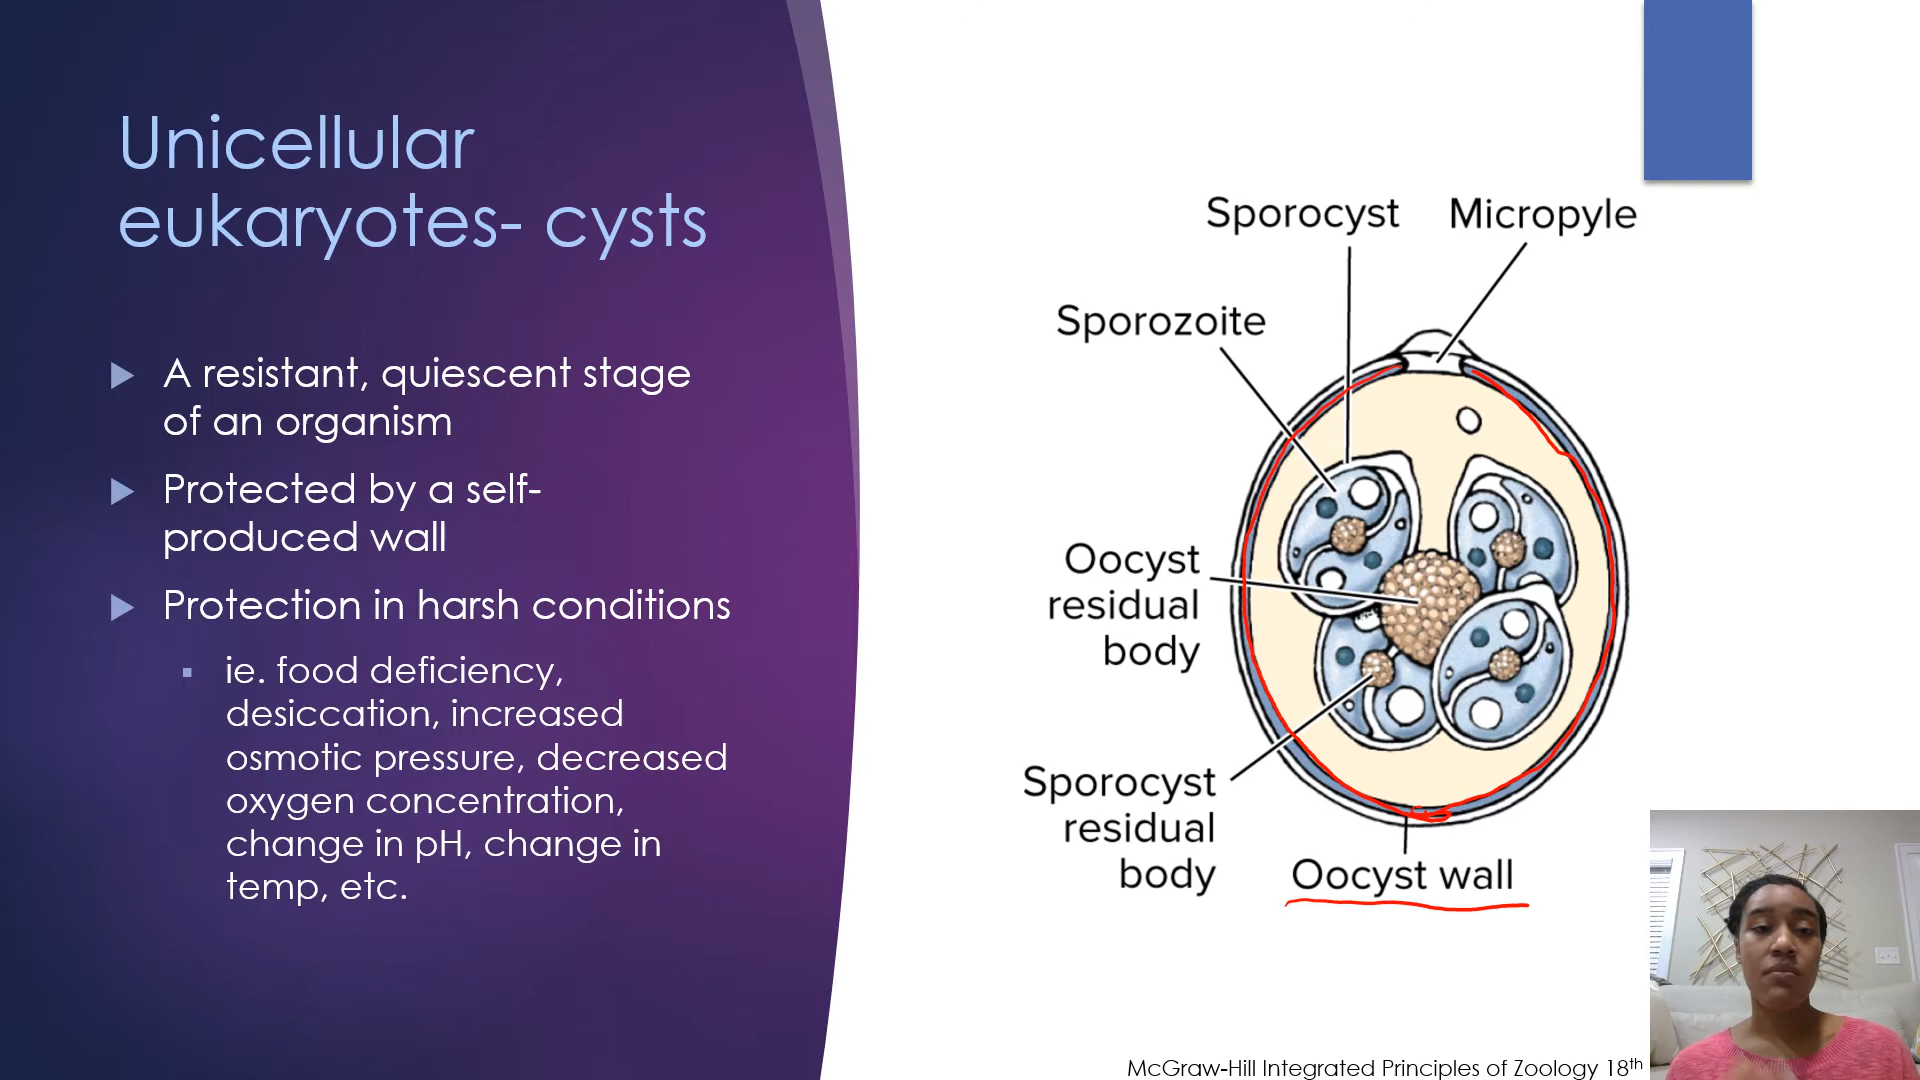 Unicellular
eukaryotes- cysts
A resistant, quiescent stage
of an organism
Protected by a self-
produced wall
Protection in harsh conditions
ie. food deficiency,
desiccation, increased
osmotic pressure, decreased
oxygen concentration,
change in pH, change in
temp, etc.
Sporocyst
Micropyle
Sporozoite
Oocyst
residual
body
Sporocyst
residual
body
Oocyst wall
McGraw-Hill Integrated Principles of Zoology 18th